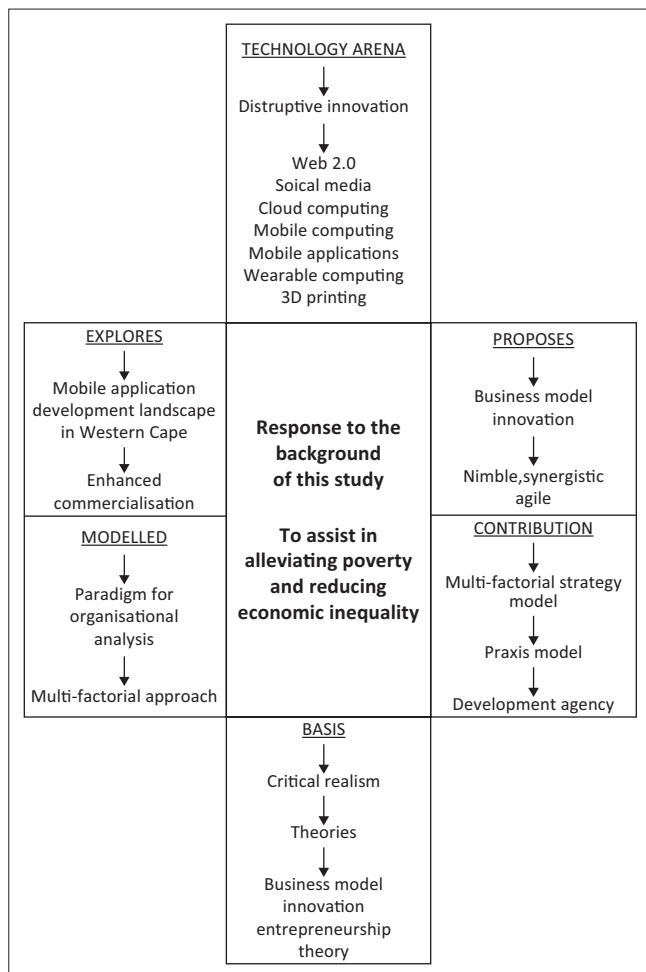 TECHNOLOGY ARENA
Distruptive innovation
Web 2.0
Soical media
Cloud computing
Mobile computing
Mobile applications
Wearable computing
3D printing
EXPLORES
Mobile application
development landscape
in Western Cape
Enhanced
commercialisation
MODELLED
Paradigm for
organisational
analysis
Multi-factorial approach
Response to the
background
of this study
To assist in
alleviating poverty
and reducing
economic inequality
PROPOSES
Business model
innovation
Nimble,synergistic
agile
CONTRIBUTION
Multi-factorial strategy
model
Praxis model
Development agency
BASIS
Critical realism
Theories
Business model
innovation
entrepreneurship
theory